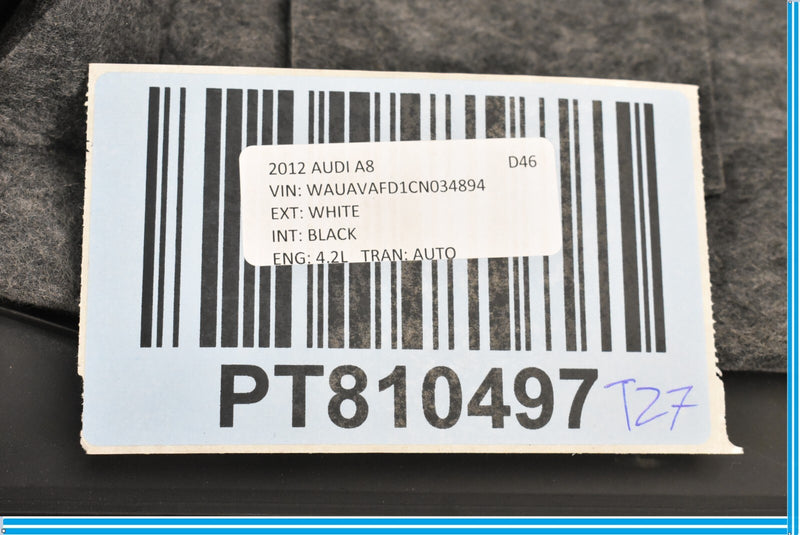 2012 AUDI A8 D46
VIN: WAUAVAFD1CN034894
EXT: WHITE
INT: BLACK
ENG: 4.2L TRAN: AUTO
PT810497 T27